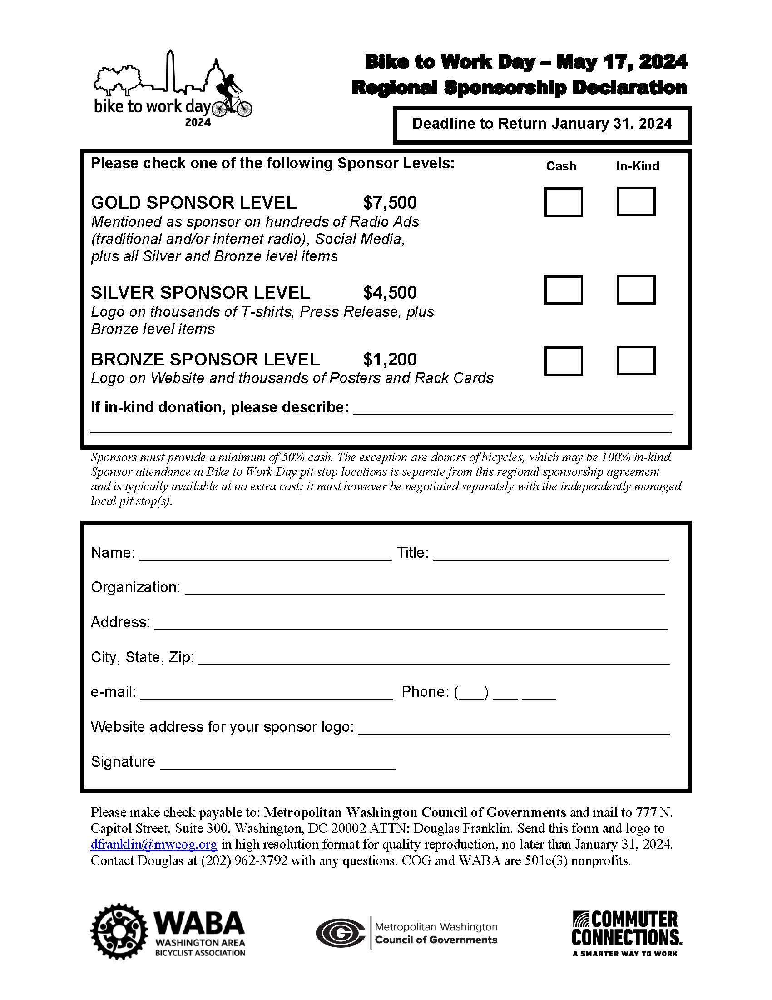 bike to work day
2024
Bike to Work Day – May 17, 2024
Regional Sponsorship Declaration
Deadline to Return January 31, 2024
Please check one of the following Sponsor Levels: Cash In-Kind
GOLD SPONSOR LEVEL $7,500
Mentioned as sponsor on hundreds of Radio Ads
(traditional and/or internet radio), Social Media,
plus all Silver and Bronze level items
SILVER SPONSOR LEVEL $4,500
Logo on thousands of T-shirts, Press Release, plus
Bronze level items
BRONZE SPONSOR LEVEL $1,200
Logo on Website and thousands of Posters and Rack Cards
If in-kind donation, please describe:
Sponsors must provide a minimum of 50% cash. The exception are donors of bicycles, which may be 100% in-kind.
Sponsor attendance at Bike to Work Day pit stop locations is separate from this regional sponsorship agreement
and is typically available at no extra cost; it must however be negotiated separately with the independently managed
local pit stop(s).
Name: Title:
Organization:
Address:
City, State, Zip:
e-mail: Phone: (___) ___ ____
Website address for your sponsor logo:
Signature
Please make check payable to: Metropolitan Washington Council of Governments and mail to 777 N.
Capitol Street, Suite 300, Washington, DC 20002 ATTN: Douglas Franklin. Send this form and logo to
dfranklin@mwcog.org in high resolution format for quality reproduction, no later than January 31, 2024.
Contact Douglas at (202) 962-3792 with any questions. COG and WABA are 501c(3) nonprofits.
WABA
WASHINGTON AREA
BICYCLIST ASSOCIATION
Metropolitan Washington
Council of Governments
COMMUTER
CONNECTIONS®
A SMARTER WAY TO WORK